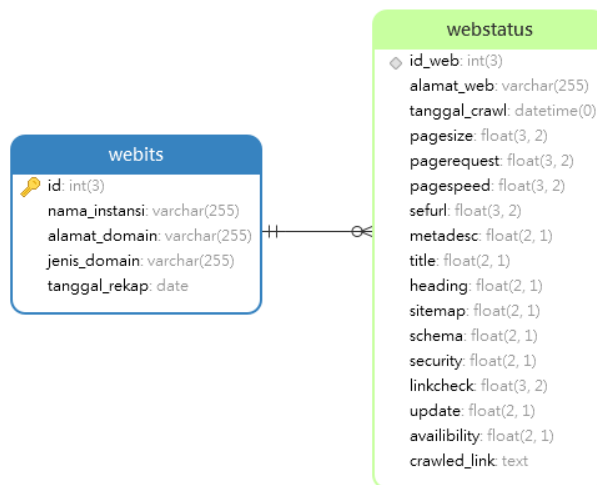 webits
id: int(3)
nama_instansi: varchar(255)
alamat_domain: varchar(255)
jenis_domain: varchar(255)
tanggal_rekap: date
webstatus
id_web: int(3)
alamat_web: varchar(255)
tanggal_crawl: datetime(0)
pagesize: float(3, 2)
pagerequest: float(3, 2)
pagespeed: float(3, 2)
sefurl: float(3, 2)
metadesc: float(2, 1)
title: float(2, 1)
heading: float(2, 1)
sitemap: float(2, 1)
schema: float(2, 1)
security: float(2, 1)
linkcheck: float(3, 2)
update: float(2, 1)
availibility: float(2, 1)
crawled_link: text